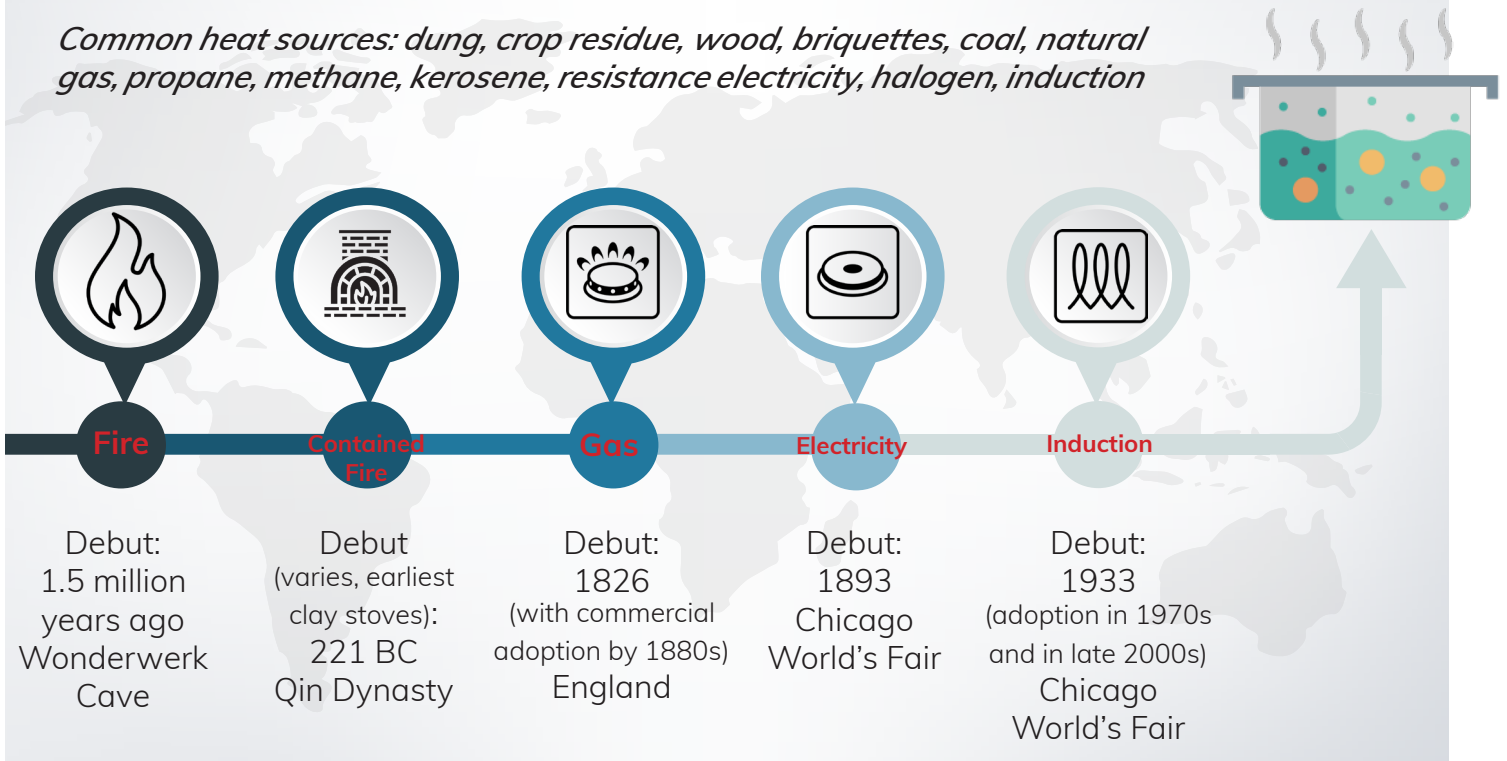 Common heat sources: dung, crop residue, wood, briquettes, coal, natural
gas, propane, methane, kerosene, resistance electricity, halogen, induction
Fire
Contained
Fire
Gas
Electricity
Induction
Debut:
1.5 million
years ago
Wonderwerk
Cave
Debut
(varies, earliest
clay stoves):
221 BC
Qin Dynasty
Debut:
1826
(with commercial
adoption by 1880s)
England
Debut:
1893
Chicago
World's Fair
Debut:
1933
(adoption in 1970s
and in late 2000s)
Chicago
World's Fair